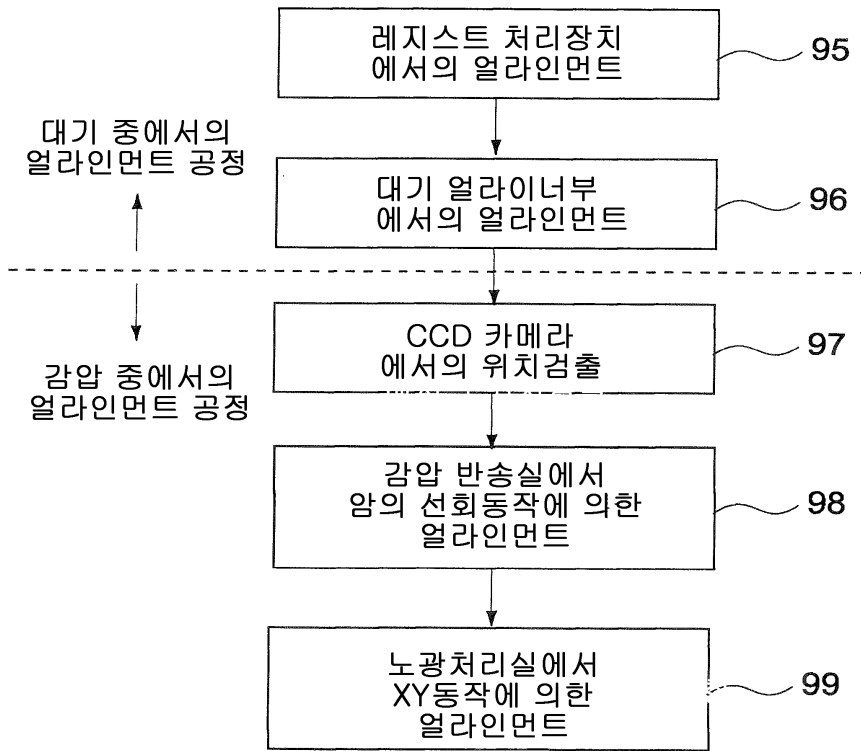 레지스트 처리장치
에서의 얼라인먼트
95
대기 중에서의
얼라인먼트 공정
대기 얼라이너부
에서의 얼라인먼트
96
CCD 카메라
에서의 위치검출
97
감압 중에서의
얼라인먼트 공정
감압 반송실에서
암의 선회동작에 의한
얼라인먼트
98
노광처리실에서
XY동작에 의한
얼라인먼트
99